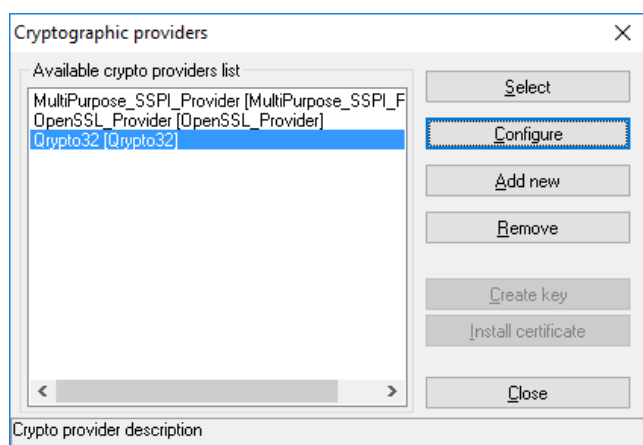 Cryptographic providers
Available crypto providers list
MultiPurpose_SSPI_Provider [MultiPurpose_SSPI_F
OpenSSL_Provider [OpenSSL_Provider]
Qrypto32 [Qrypto32]
Select
Configure
Add new
Remove
Create key
Install certificate
Close
Crypto provider description